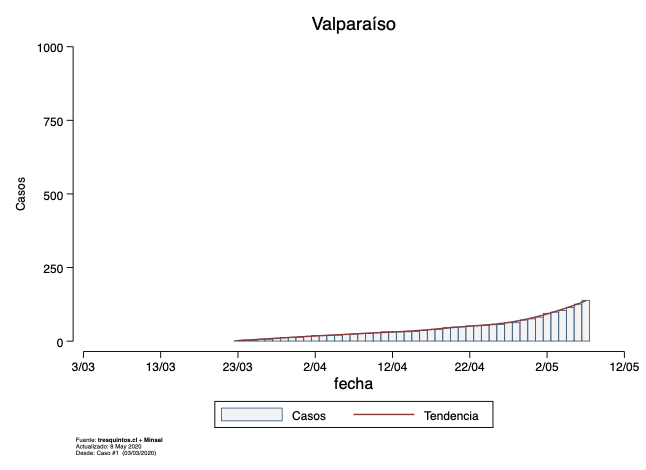 Valparaíso
1000
750
500
250
0
Casos
3/03 13/03 23/03 2/04 12/04 22/04 2/05 12/05
fecha
Casos Tendencia
Fuente: tresquintos.cl + Minsal
Actualizado: 8 May 2020
Desde: Caso #1 (03/03/2020)